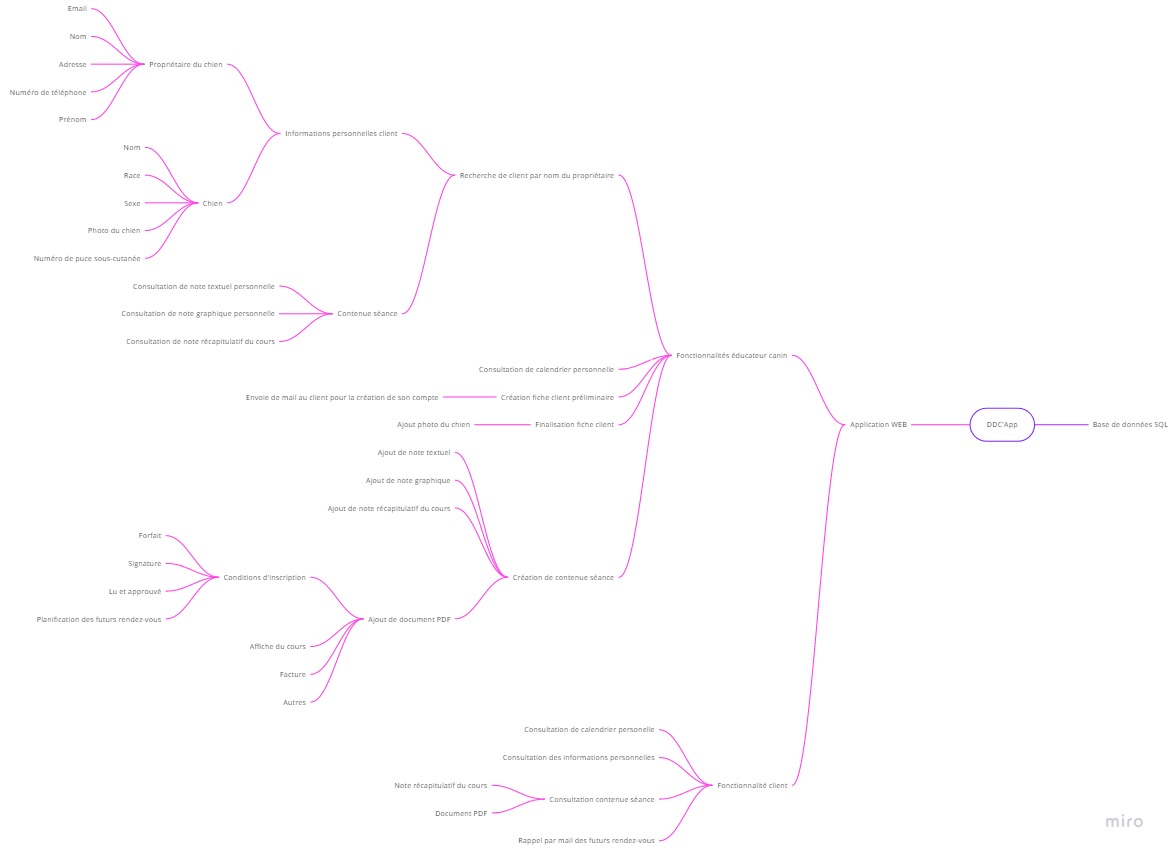 Email
Nom
Adresse
Numéro de téléphone
Prénom
Propriétaire du chien
Nom
Race
Sexe
Photo du chien
Numéro de puce sous-cutanée
Chien
Informations personnelles client
Consultation de note textuel personnelle
Consultation de note graphique personnelle
Consultation de note récapitulatif du cours
Contenue séance
Recherche de client par nom du propriétaire
Consultation de calendrier personnelle
Envoie de mail au client pour la création de son compte
Création fiche client préliminaire
Ajout photo du chien
Finalisation fiche client
Ajout de note textuel
Ajout de note graphique
Ajout de note récapitulatif du cours
Forfait
Signature
Lu et approuvé
Planification des futurs rendez-vous
Conditions d'inscription
Affiche du cours
Facture
Autres
Ajout de document PDF
Création de contenue séance
Fonctionnalités éducateur canin
Consultation de calendrier personelle
Consultation des informations personnelles
Note récapitulatif du cours
Document PDF
Consultation contenue séance
Rappel par mail des futurs rendez-vous
Fonctionnalité client
Application WEB
DDC'App
Base de données SQL
miro